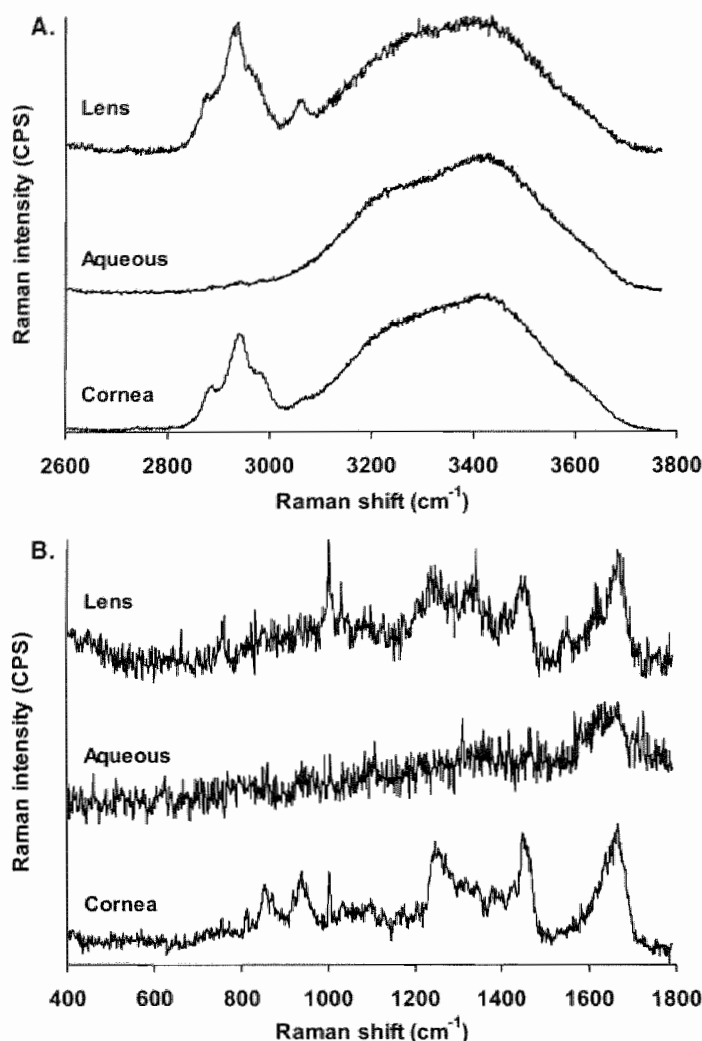 A.
Raman intensity (CPS)
Lens
Aqueous
Cornea
2600 2800 3000 3200 3400 3600 3800
Raman shift (cm⁻¹)
B.
Raman intensity (CPS)
Lens
Aqueous
Cornea
400 600 800 1000 1200 1400 1600 1800
Raman shift (cm⁻¹)